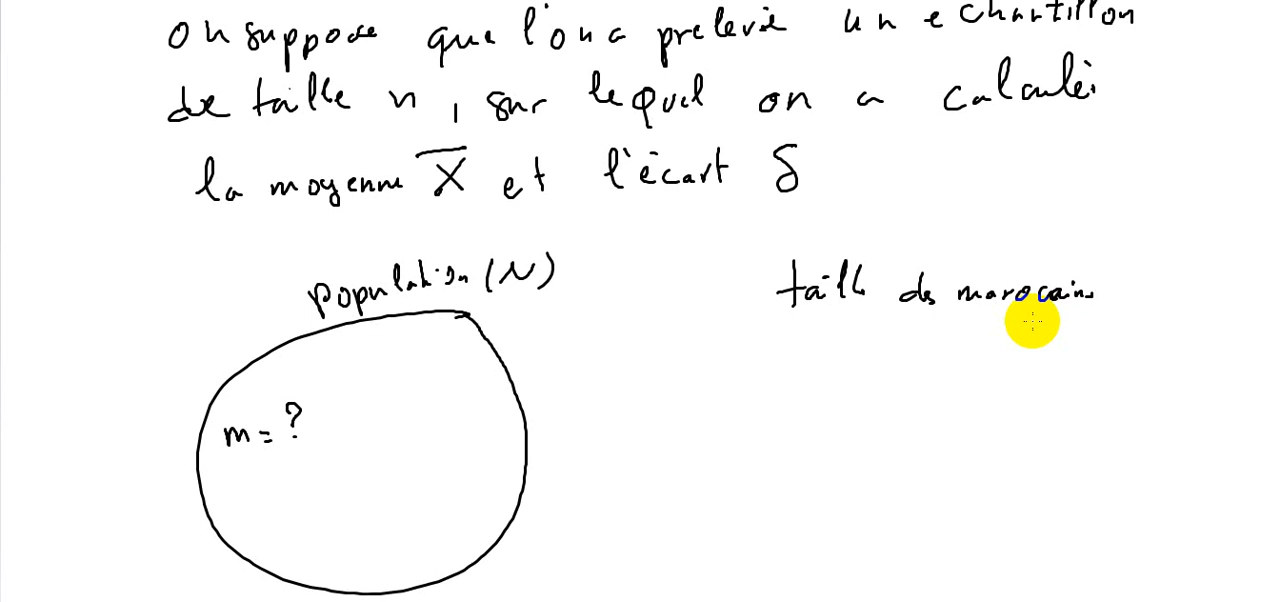 on suppose que l'on a prelevé un echantillon
de taille n, sur lequel on a calculé
la moyenne X̅ et l'écart S
population (N)
taille des marocains
m = ?